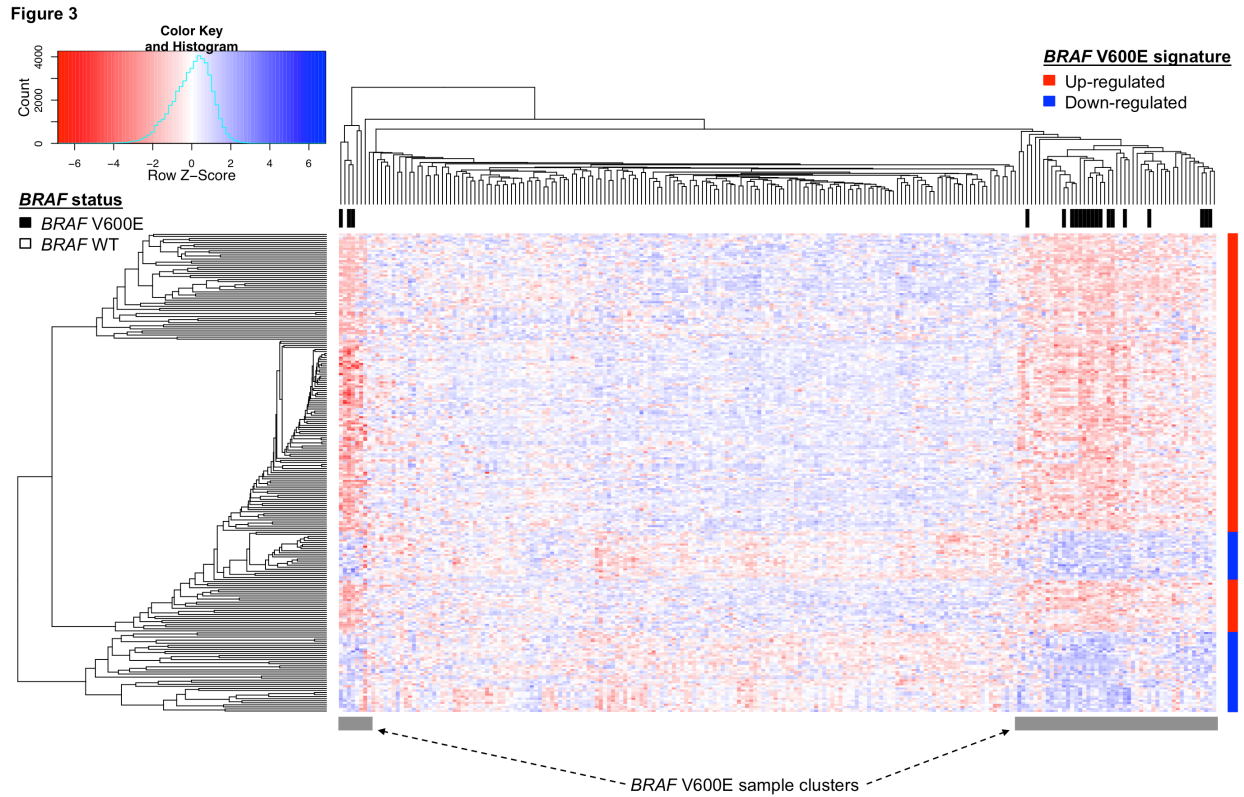 Figure 3
Color Key
and Histogram
Count
0
2000
4000
−6
−4
−2
0
2
4
6
Row Z−Score
BRAF V600E signature
Up-regulated
Down-regulated
BRAF status
BRAF V600E
BRAF WT
BRAF V600E sample clusters